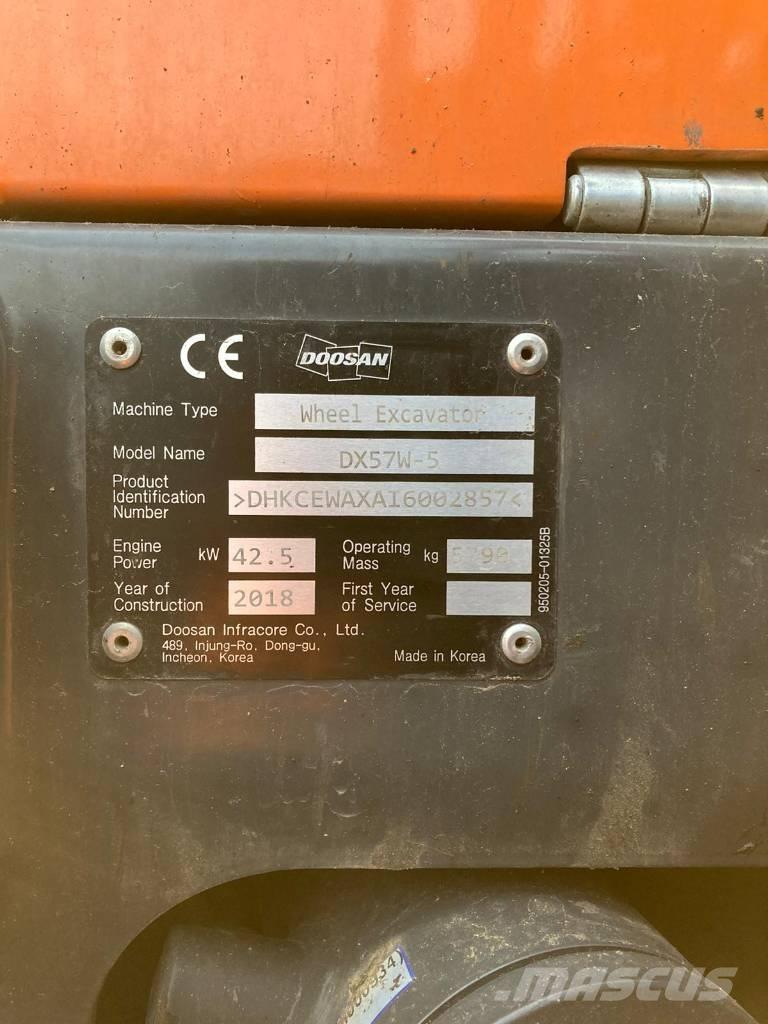 CE DOOSAN
Machine Type Wheel Excavator
Model Name DX57W-5
Product
Identification
Number
>DHKCEWAXAI6002857<
Engine
Power kW 42.5
Operating
Mass kg
Year of
Construction 2018
First Year
of Service
Doosan Infracore Co., Ltd.
489, Injung-Ro, Dong-gu,
Incheon, Korea
Made in Korea
950205-01325B
MASCUS